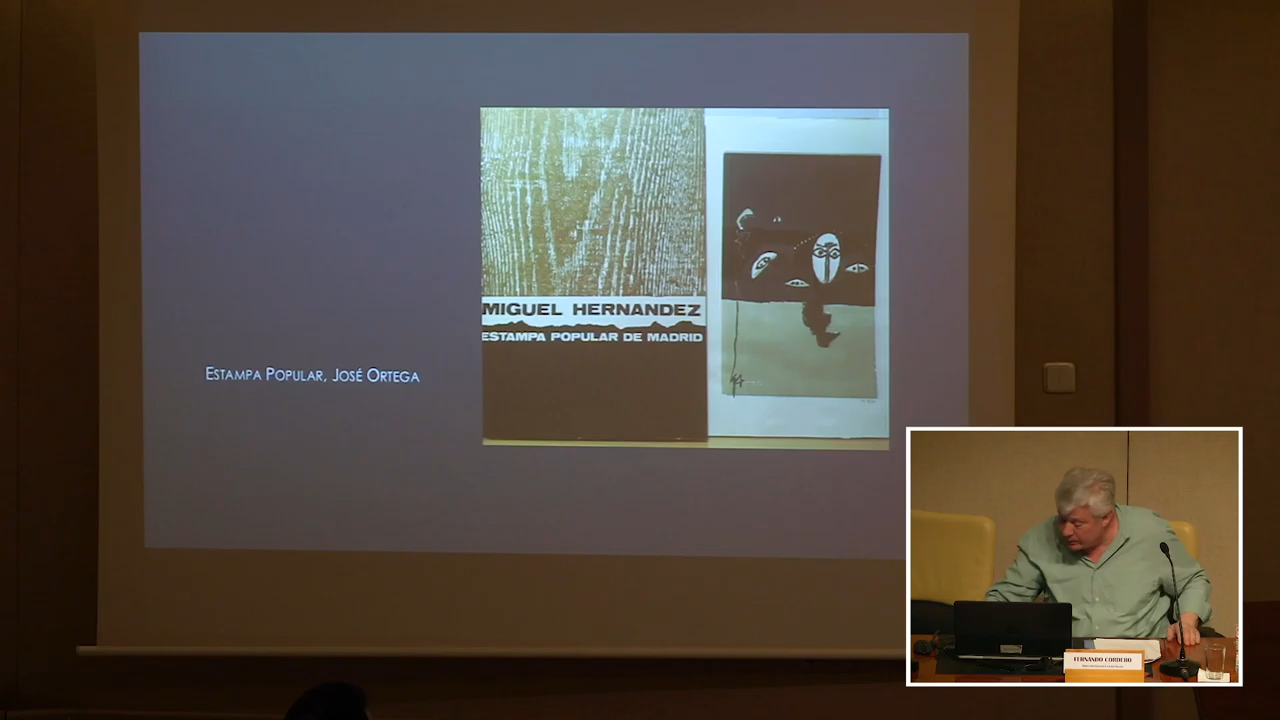 MIGUEL HERNANDEZ
ESTAMPA POPULAR DE MADRID
ESTAMPA POPULAR, JOSÉ ORTEGA
FERNANDO CORDERO